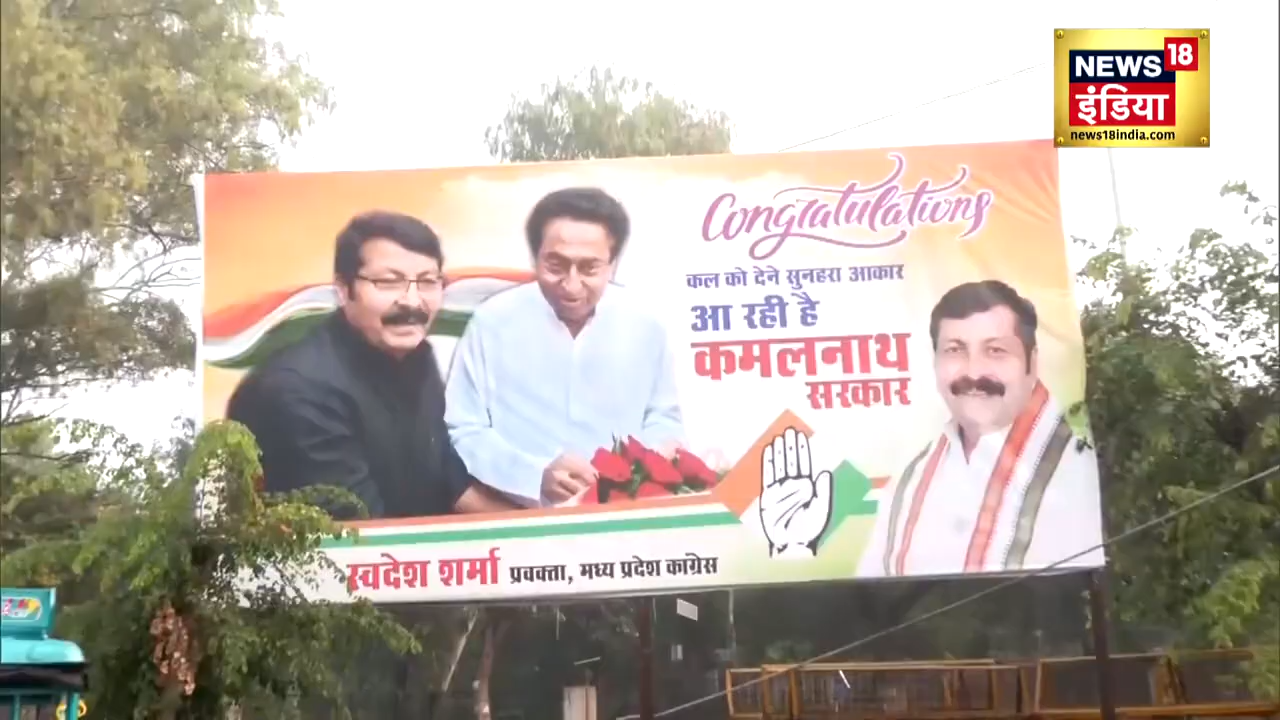 NEWS 18
इंडिया
news18india.com
Congratulations
कल को देने सुनहरा आकार
आ रही है
कमलनाथ
सरकार
स्वदेश शर्मा प्रवक्ता, मध्य प्रदेश कांग्रेस